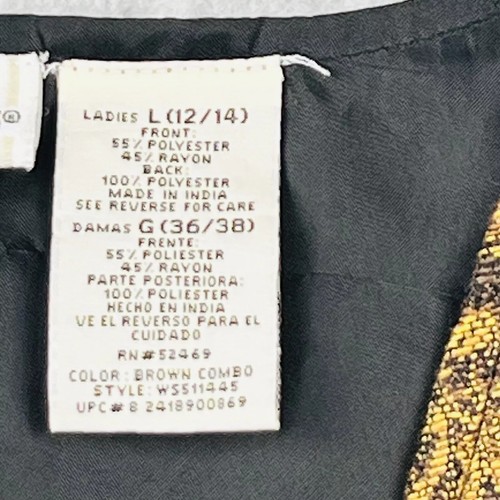 ®
LADIES L (12/14)
FRONT:
55% POLYESTER
45% RAYON
BACK:
100% POLYESTER
MADE IN INDIA
SEE REVERSE FOR CARE
DAMAS G (36/38)
FRENTE:
55% POLIESTER
45% RAYON
PARTE POSTERIORA:
100% POLIESTER
HECHO EN INDIA
VE EL REVERSO PARA EL
CUIDADO
RN#52469
COLOR: BROWN COMBO
STYLE: WS511445
UPC# 8 2418900869